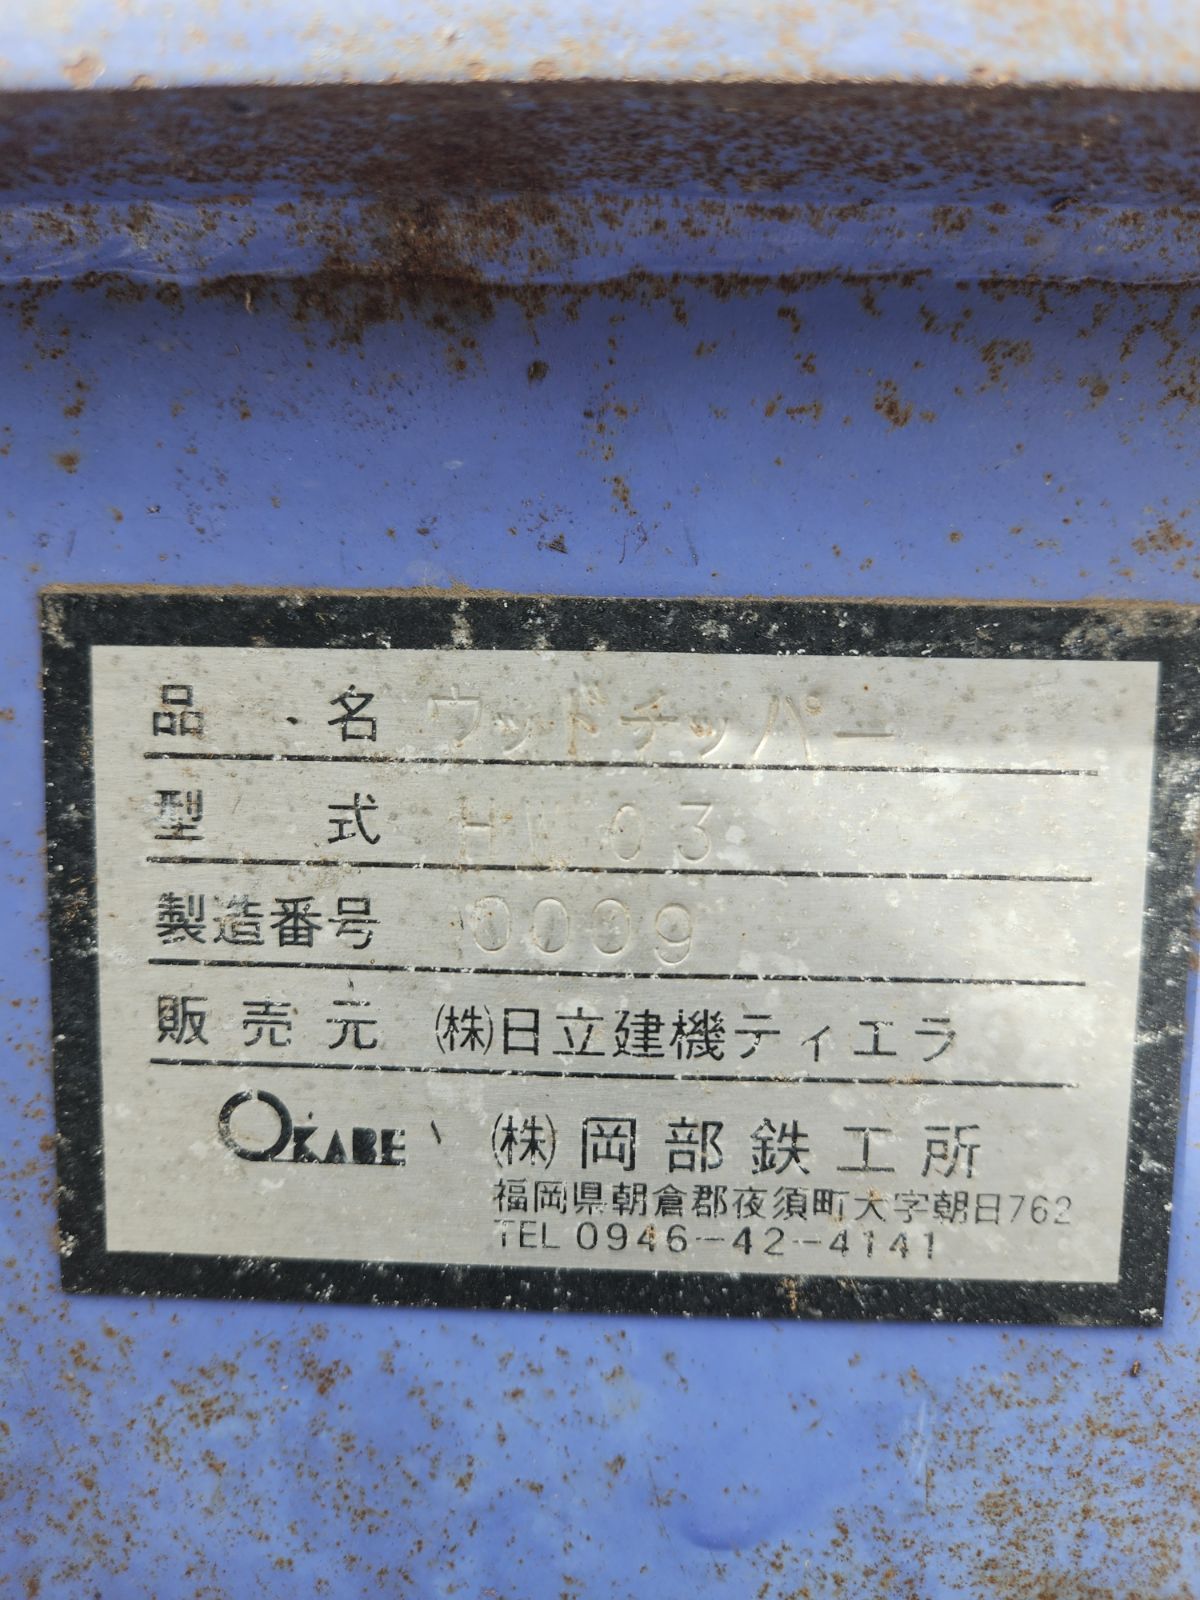 品名 ウッドチッパー
型式 HW03
製造番号 0009
販売元 (株)日立建機ティエラ
OKABE (株)岡部鉄工所
福岡県朝倉郡夜須町大字朝日762
TEL 0946-42-4141